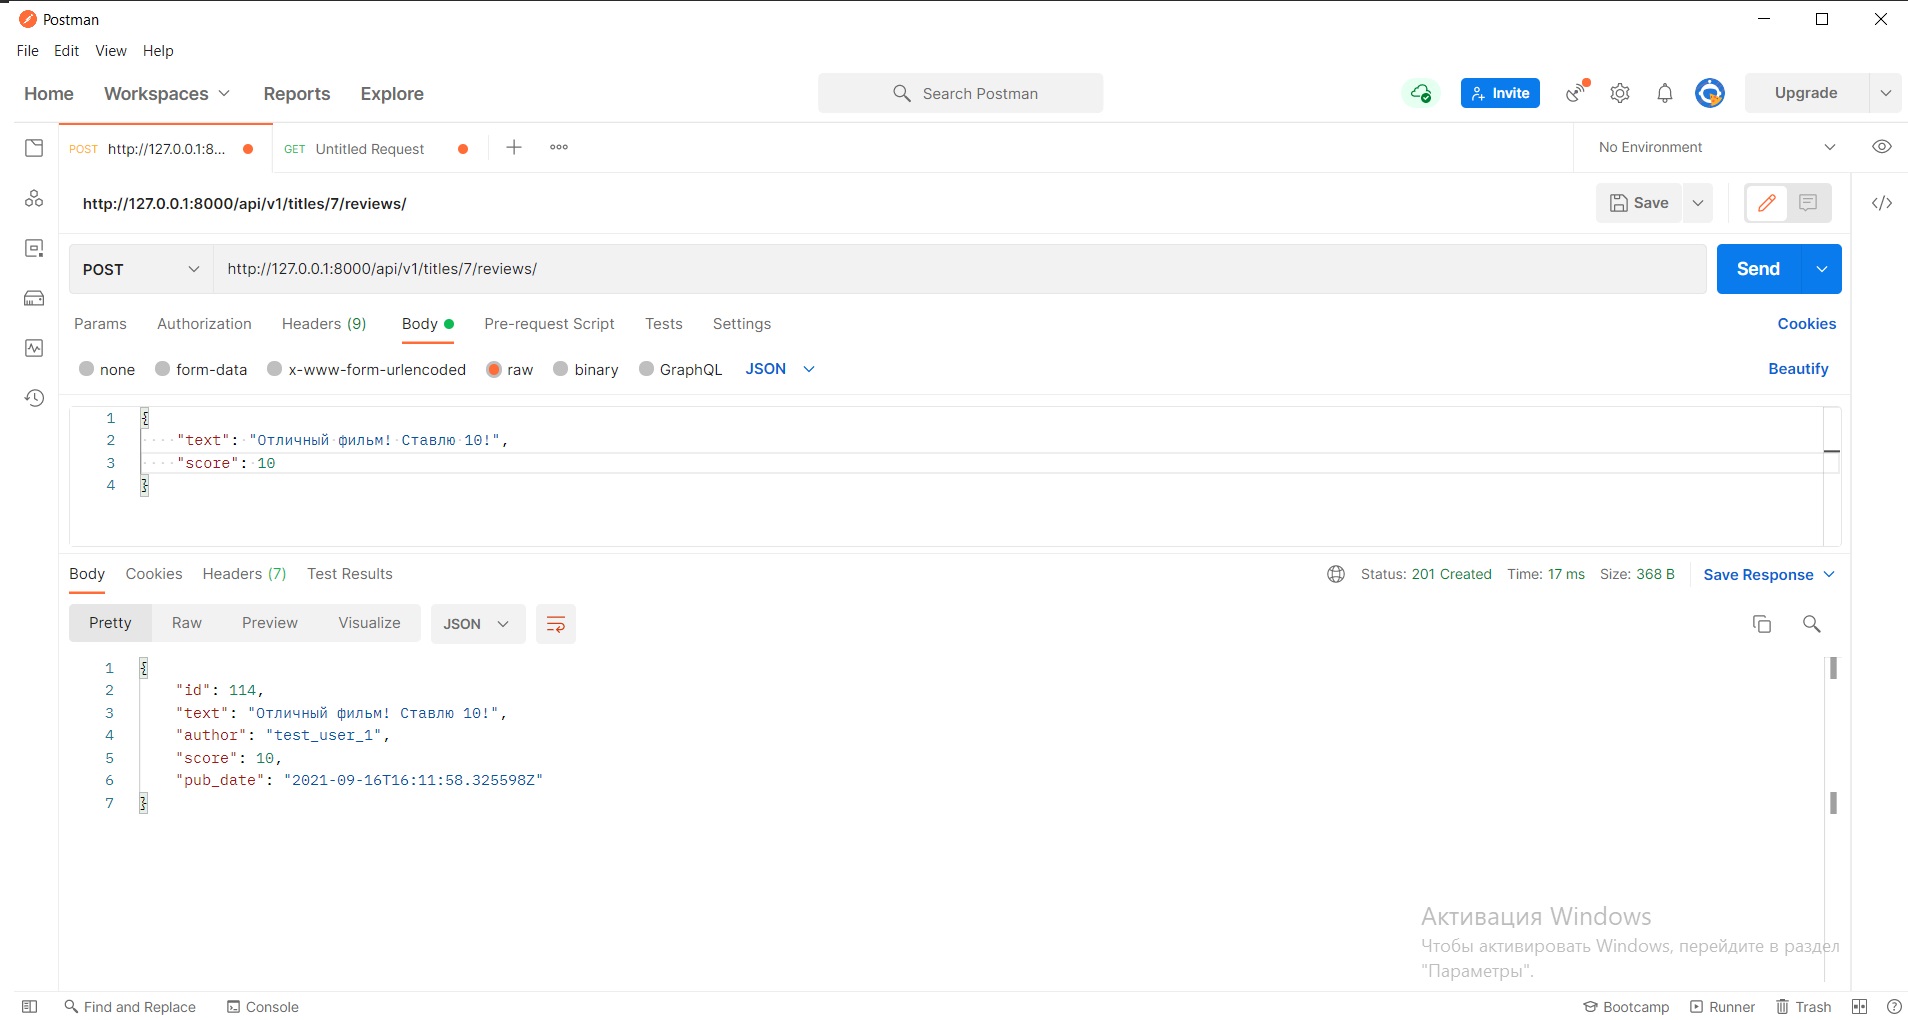 Postman
File Edit View Help
Home Workspaces Reports Explore Search Postman Invite Upgrade
POST http://127.0.0.1:8... GET Untitled Request No Environment
http://127.0.0.1:8000/api/v1/titles/7/reviews/ Save
POST http://127.0.0.1:8000/api/v1/titles/7/reviews/ Send
Params Authorization Headers (9) Body Pre-request Script Tests Settings Cookies
none form-data x-www-form-urlencoded raw binary GraphQL JSON Beautify
1 {
2 "text": "Отличный фильм! Ставлю 10!",
3 "score": 10
4 }
Body Cookies Headers (7) Test Results Status: 201 Created Time: 17 ms Size: 368 B Save Response
Pretty Raw Preview Visualize JSON
1 {
2 "id": 114,
3 "text": "Отличный фильм! Ставлю 10!",
4 "author": "test_user_1",
5 "score": 10,
6 "pub_date": "2021-09-16T16:11:58.325598Z"
7 }
Активация Windows
Чтобы активировать Windows, перейдите в раздел
"Параметры".
Find and Replace Console Bootcamp Runner Trash